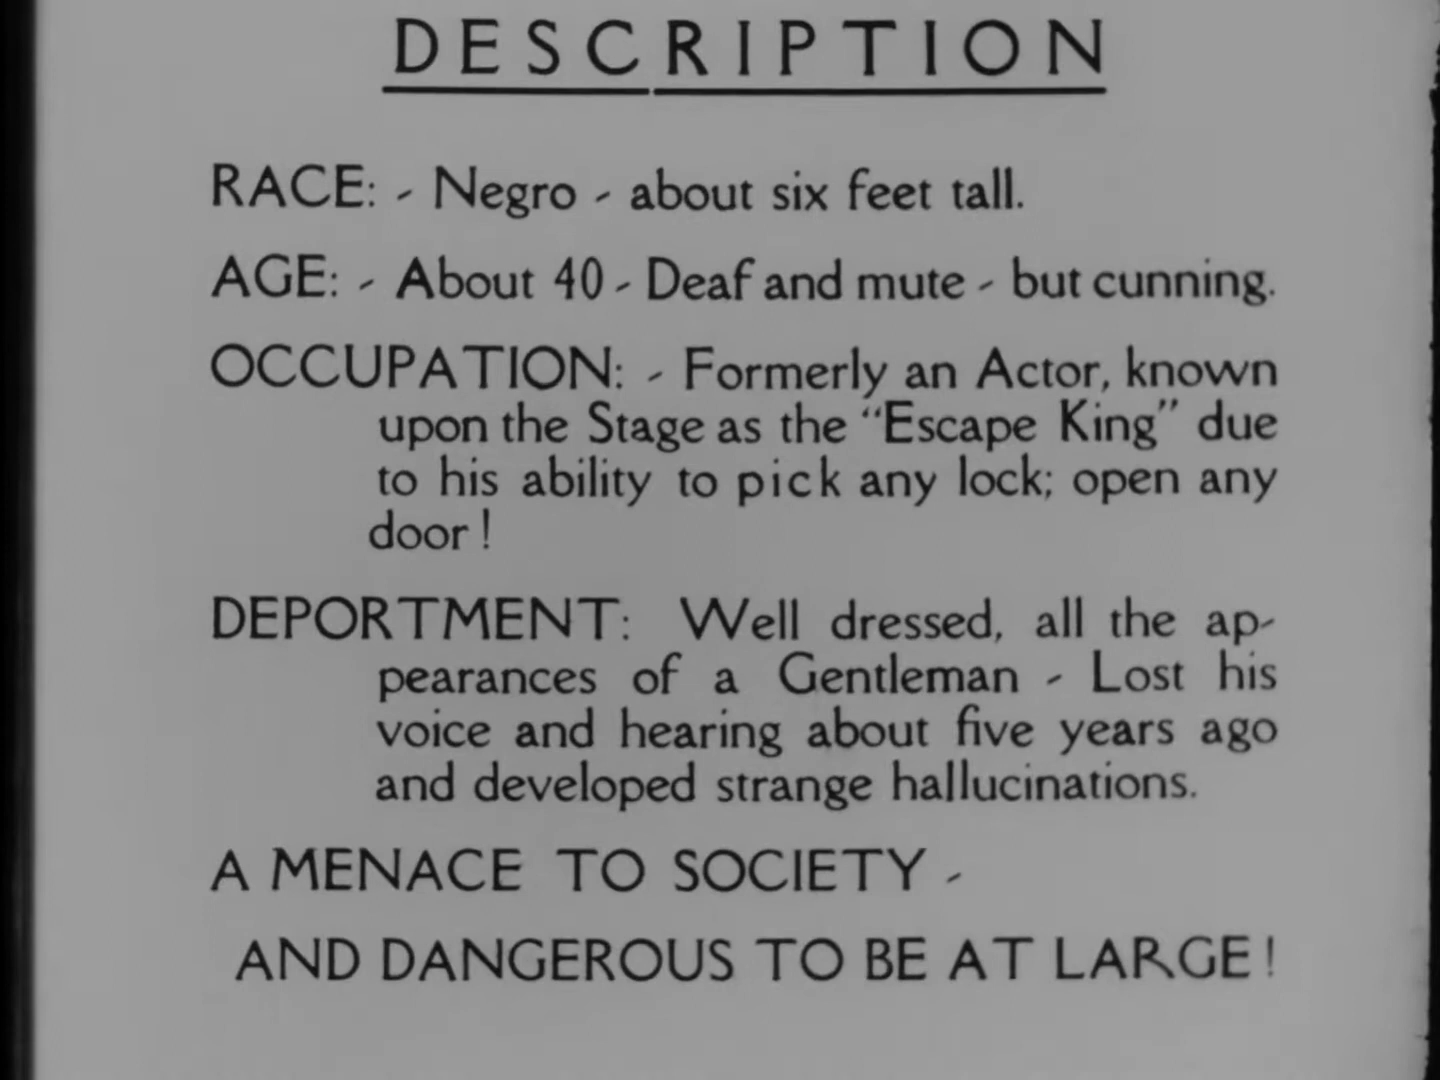 DESCRIPTION
RACE: - Negro - about six feet tall.
AGE: - About 40 - Deaf and mute - but cunning.
OCCUPATION: - Formerly an Actor, known
upon the Stage as the "Escape King" due
to his ability to pick any lock; open any
door!
DEPORTMENT: Well dressed, all the ap-
pearances of a Gentleman - Lost his
voice and hearing about five years ago
and developed strange hallucinations.
A MENACE TO SOCIETY -
AND DANGEROUS TO BE AT LARGE!